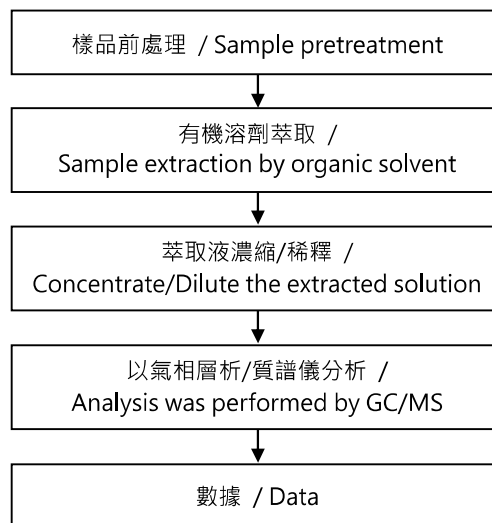 樣品前處理 / Sample pretreatment
有機溶劑萃取 /
Sample extraction by organic solvent
萃取液濃縮/稀釋 /
Concentrate/Dilute the extracted solution
以氣相層析/質譜儀分析 /
Analysis was performed by GC/MS
數據 / Data